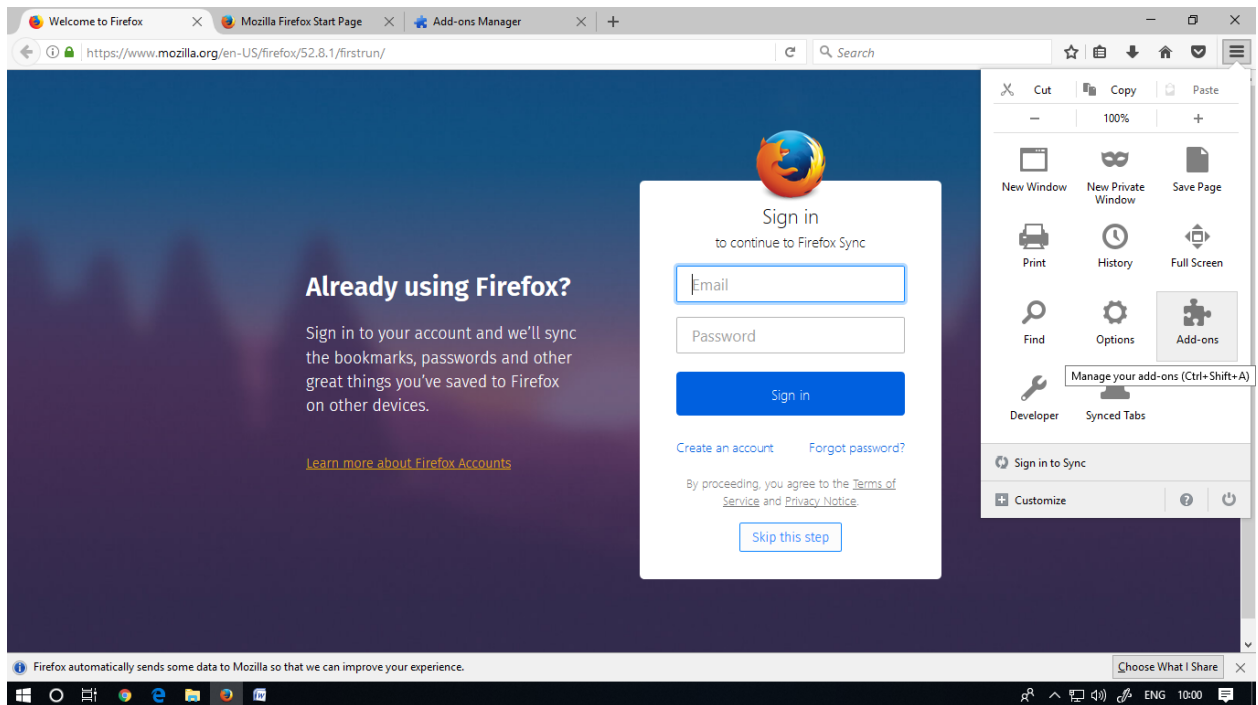 Welcome to Firefox
Mozilla Firefox Start Page
Add-ons Manager
https://www.mozilla.org/en-US/firefox/52.8.1/firstrun/
Search
Cut Copy Paste
100%
New Window New Private Window Save Page
Print History Full Screen
Find Options Add-ons
Manage your add-ons (Ctrl+Shift+A)
Developer Synced Tabs
Sign in to Sync
Customize
Already using Firefox?
Sign in to your account and we'll sync
the bookmarks, passwords and other
great things you've saved to Firefox
on other devices.
Learn more about Firefox Accounts
Sign in
to continue to Firefox Sync
Email
Password
Sign in
Create an account Forgot password?
By proceeding, you agree to the Terms of
Service and Privacy Notice.
Skip this step
Firefox automatically sends some data to Mozilla so that we can improve your experience.
Choose What I Share
ENG 10:00